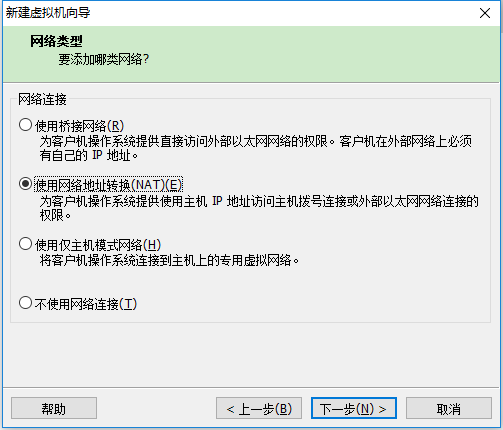 新建虚拟机向导
网络类型
要添加哪类网络?
网络连接
使用桥接网络(R)
为客户机操作系统提供直接访问外部以太网网络的权限。客户机在外部网络上必须
有自己的 IP 地址。
使用网络地址转换(NAT)(E)
为客户机操作系统提供使用主机 IP 地址访问主机拨号连接或外部以太网网络连接的
权限。
使用仅主机模式网络(H)
将客户机操作系统连接到主机上的专用虚拟网络。
不使用网络连接(T)
帮助
< 上一步(B)
下一步(N) >
取消